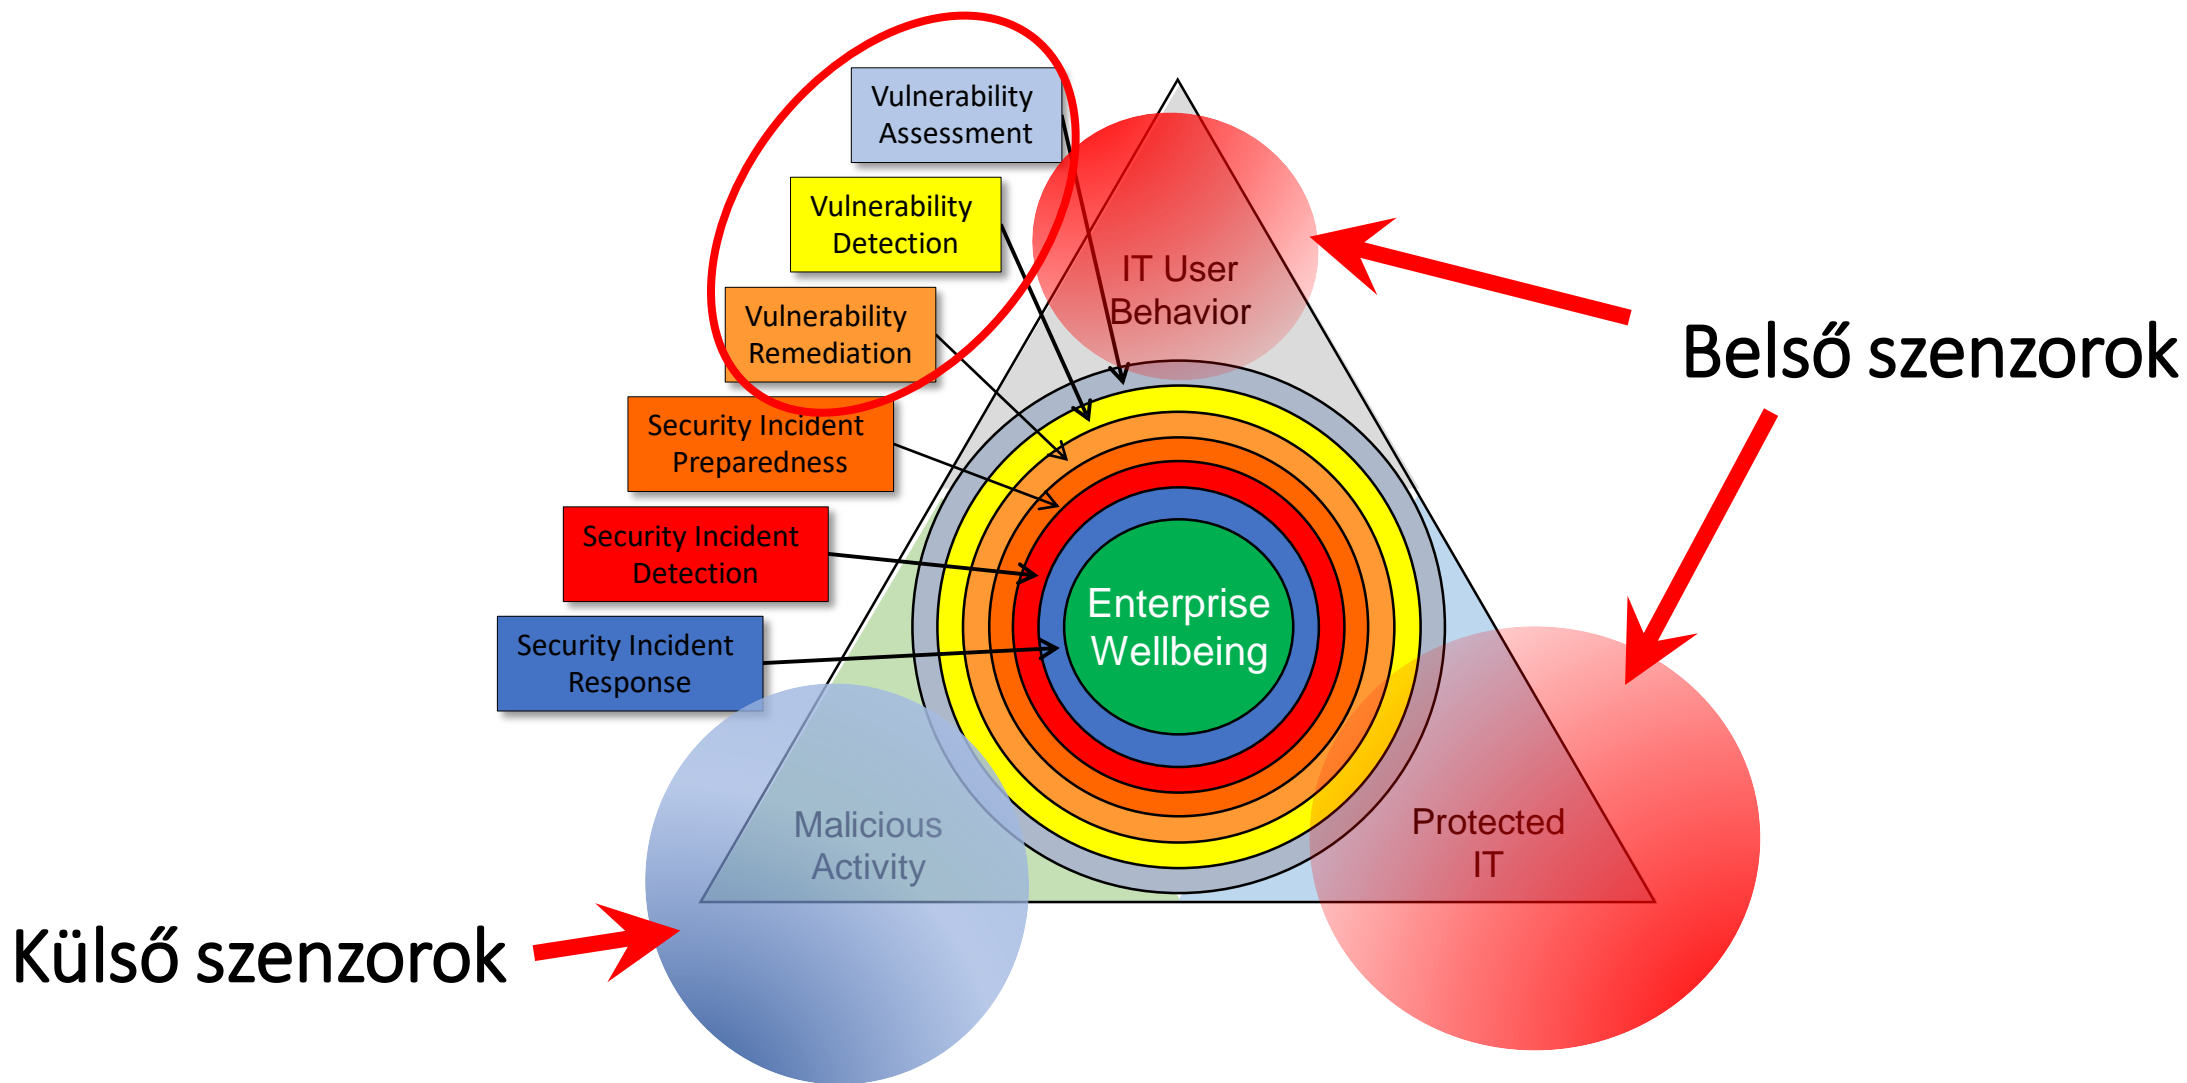 Vulnerability
Assessment
Vulnerability
Detection
IT User
Behavior
Vulnerability
Remediation
Belső szenzorok
Security Incident
Preparedness
Security Incident
Detection
Enterprise
Wellbeing
Security Incident
Response
Malicious
Activity
Protected
IT
Külső szenzorok